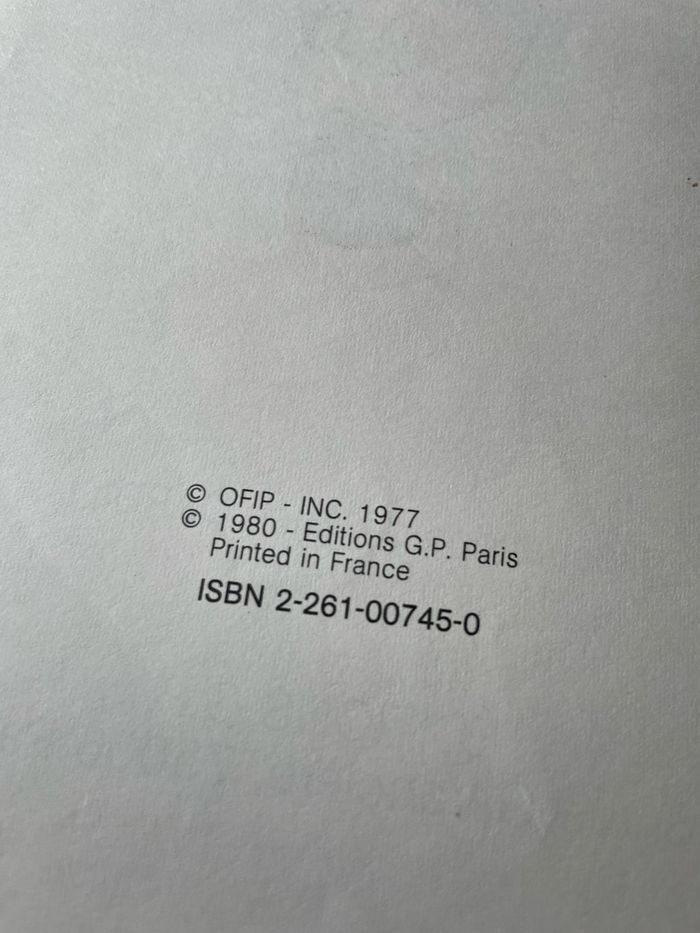 © OFIP - INC. 1977
© 1980 - Editions G.P. Paris
Printed in France
ISBN 2-261-00745-0